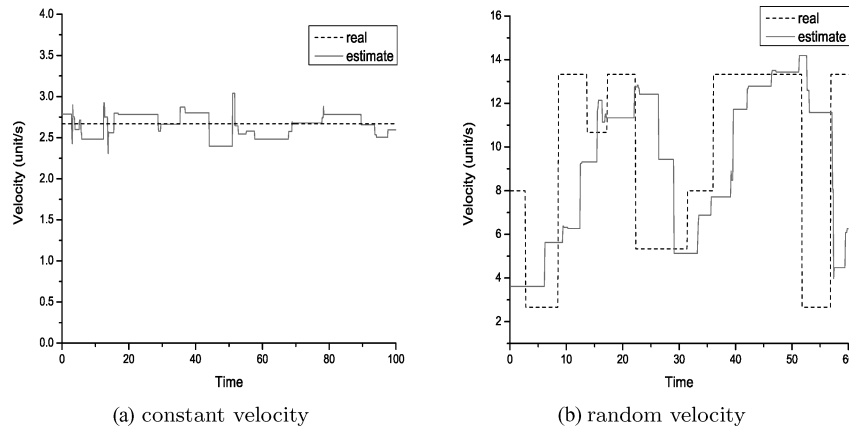 4.0
3.5
3.0
2.5
2.0
1.5
1.0
0.5
0.0
Velocity (unit/s)
real
estimate
0 20 40 60 80 100
Time
(a) constant velocity
16
14
12
10
8
6
4
2
Velocity (unit/s)
real
estimate
0 10 20 30 40 50 60
Time
(b) random velocity